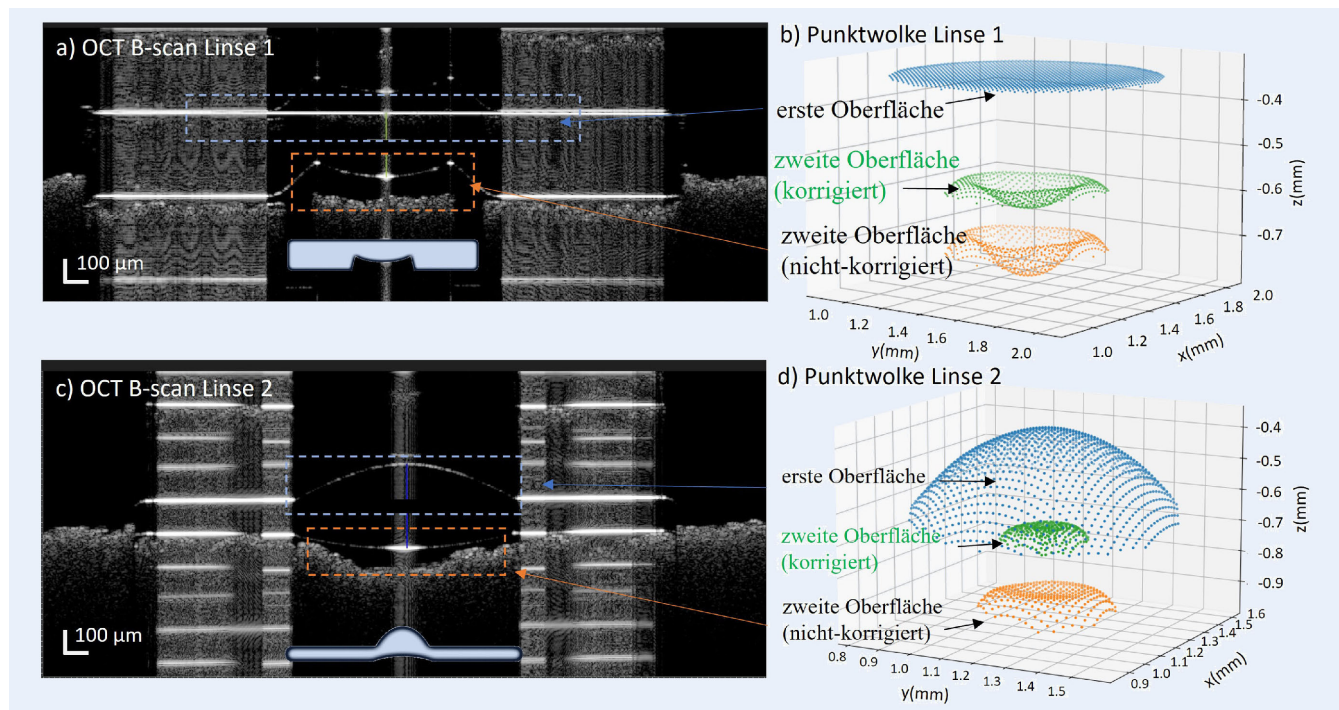 a) OCT B-scan Linse 1
100 µm
b) Punktwolke Linse 1
erste Oberfläche
zweite Oberfläche
(korrigiert)
zweite Oberfläche
(nicht-korrigiert)
-0.4
-0.5
-0.6
-0.7
z(mm)
1.0
1.2
1.4
1.6
1.8
2.0
y(mm)
1.0
1.2
1.4
1.6
1.8
2.0
x(mm)
c) OCT B-scan Linse 2
100 µm
d) Punktwolke Linse 2
erste Oberfläche
zweite Oberfläche
(korrigiert)
zweite Oberfläche
(nicht-korrigiert)
-0.4
-0.5
-0.6
-0.7
-0.8
-0.9
z(mm)
0.8
0.9
1.0
1.1
1.2
1.3
1.4
1.5
y(mm)
0.9
1.0
1.1
1.2
1.3
1.4
1.5
1.6
x(mm)